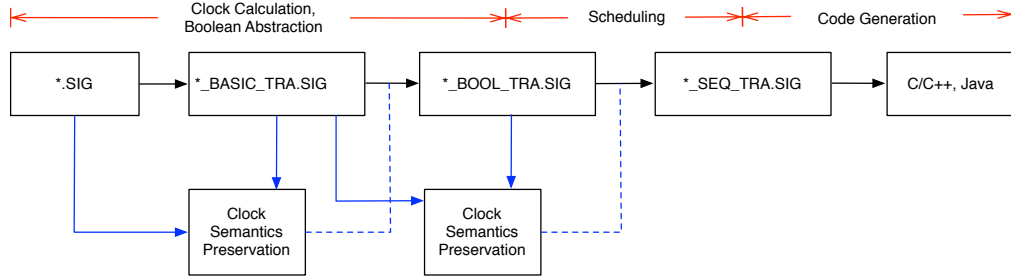 Clock Calculation,
Boolean Abstraction
Scheduling
Code Generation
*.SIG
*_BASIC_TRA.SIG
*_BOOL_TRA.SIG
*_SEQ_TRA.SIG
C/C++, Java
Clock
Semantics
Preservation
Clock
Semantics
Preservation